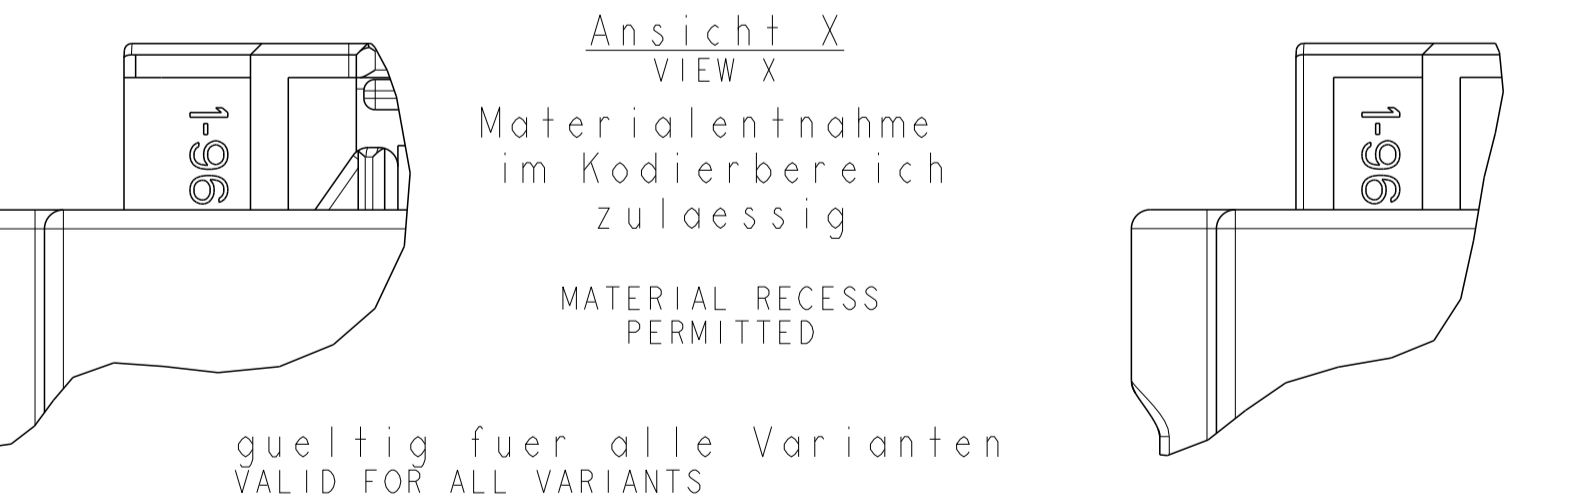 Ansicht X
VIEW X
Materialentnahme
im Kodierbereich
zulaessig
MATERIAL RECESS
PERMITTED
1-96
1-96
gueltig fuer alle Varianten
VALID FOR ALL VARIANTS